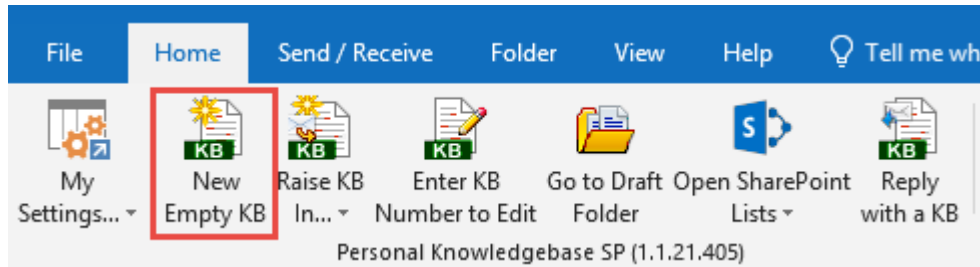 File Home Send / Receive Folder View Help Tell me wh
KB KB KB S KB
My New Raise KB Enter KB Go to Draft Open SharePoint Reply
Settings... Empty KB In... Number to Edit Folder Lists with a KB
Personal Knowledgebase SP (1.1.21.405)